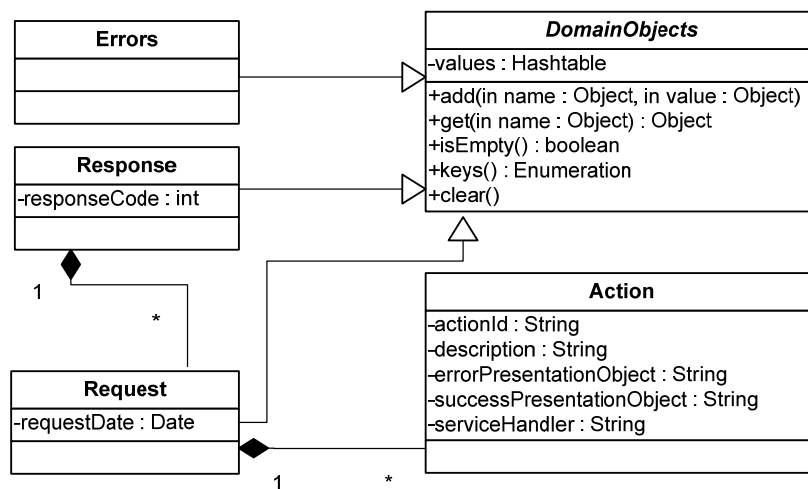 Errors
DomainObjects
-values : Hashtable
+add(in name : Object, in value : Object)
+get(in name : Object) : Object
+isEmpty() : boolean
+keys() : Enumeration
+clear()
Response
-responseCode : int
1
*
Action
-actionId : String
-description : String
-errorPresentationObject : String
-successPresentationObject : String
-serviceHandler : String
Request
-requestDate : Date
1
*